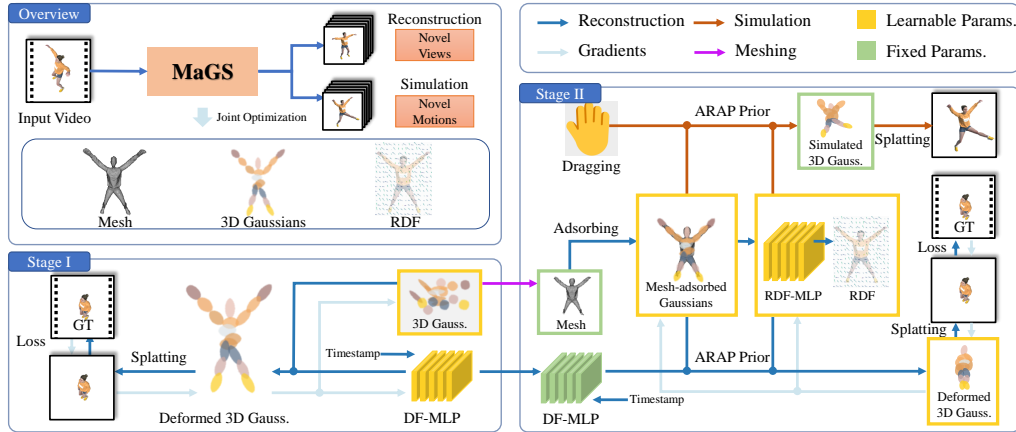 Overview
Input Video
MaGS
Joint Optimization
Reconstruction
Novel
Views
Simulation
Novel
Motions
Mesh
3D Gaussians
RDF
Reconstruction
Simulation
Learnable Params.
Gradients
Meshing
Fixed Params.
Stage I
GT
Loss
Splatting
Deformed 3D Gauss.
3D Gauss.
Timestamp
DF-MLP
Stage II
Dragging
ARAP Prior
Simulated
3D Gauss.
Splatting
Adsorbing
Mesh
Mesh-adsorbed
Gaussians
RDF-MLP
RDF
GT
Loss
Splatting
ARAP Prior
DF-MLP
Timestamp
Deformed
3D Gauss.